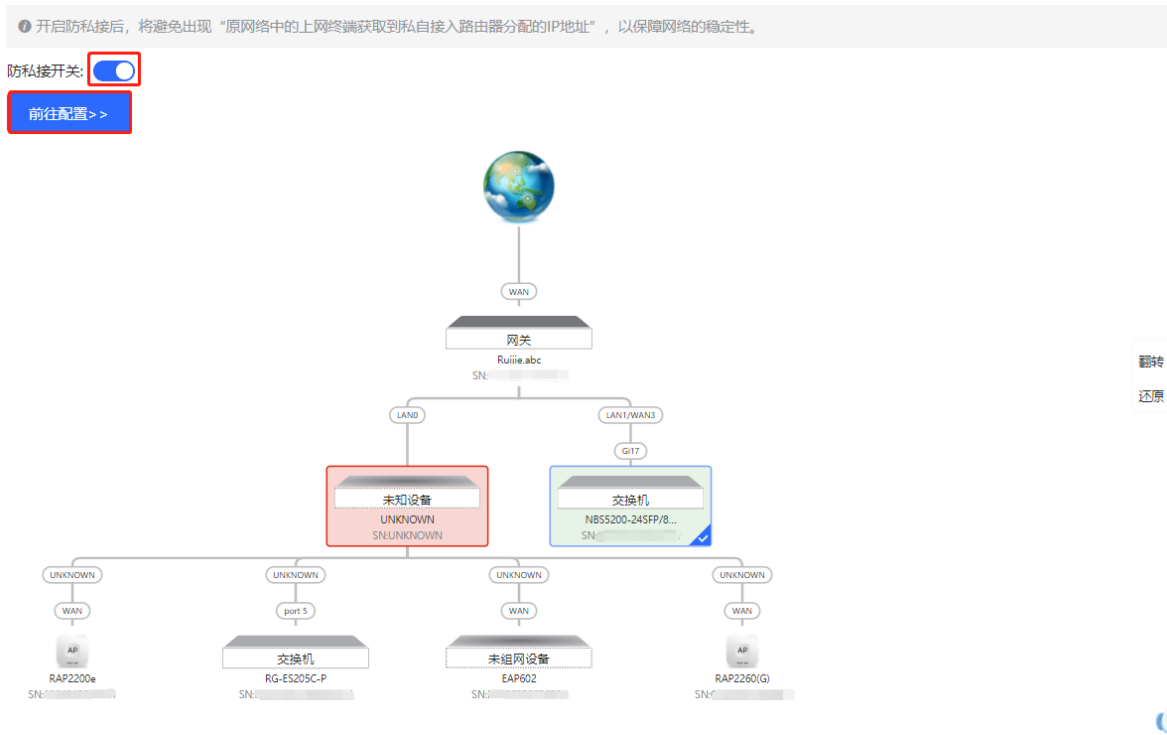 开启防私接后，将避免出现“原网络中的上网终端获取到私自接入路由器分配的IP地址”，以保障网络的稳定性。
防私接开关:
前往配置>>
WAN
网关
Ruijie.abc
SN:
翻转
还原
LAN0
LAN1/WAN3
Gi17
未知设备
UNKNOWN
SN:UNKNOWN
交换机
NBS5200-24SFP/8...
SN:
UNKNOWN
UNKNOWN
UNKNOWN
UNKNOWN
WAN
port 5
WAN
WAN
AP
AP
交换机
未组网设备
RAP2200e
RG-ES205C-P
EAP602
RAP2260(G)
SN:
SN:
SN:
SN: